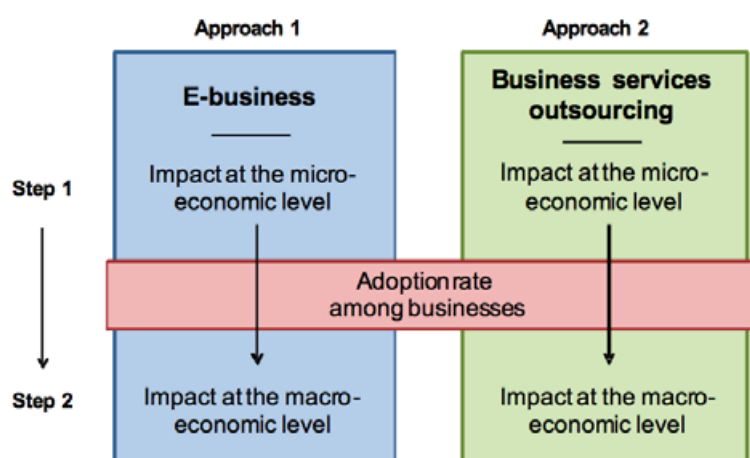 Approach 1
Approach 2
E-business
Business services
outsourcing
Step 1
Impact at the micro-
economic level
Impact at the micro-
economic level
Adoption rate
among businesses
Step 2
Impact at the macro-
economic level
Impact at the macro-
economic level